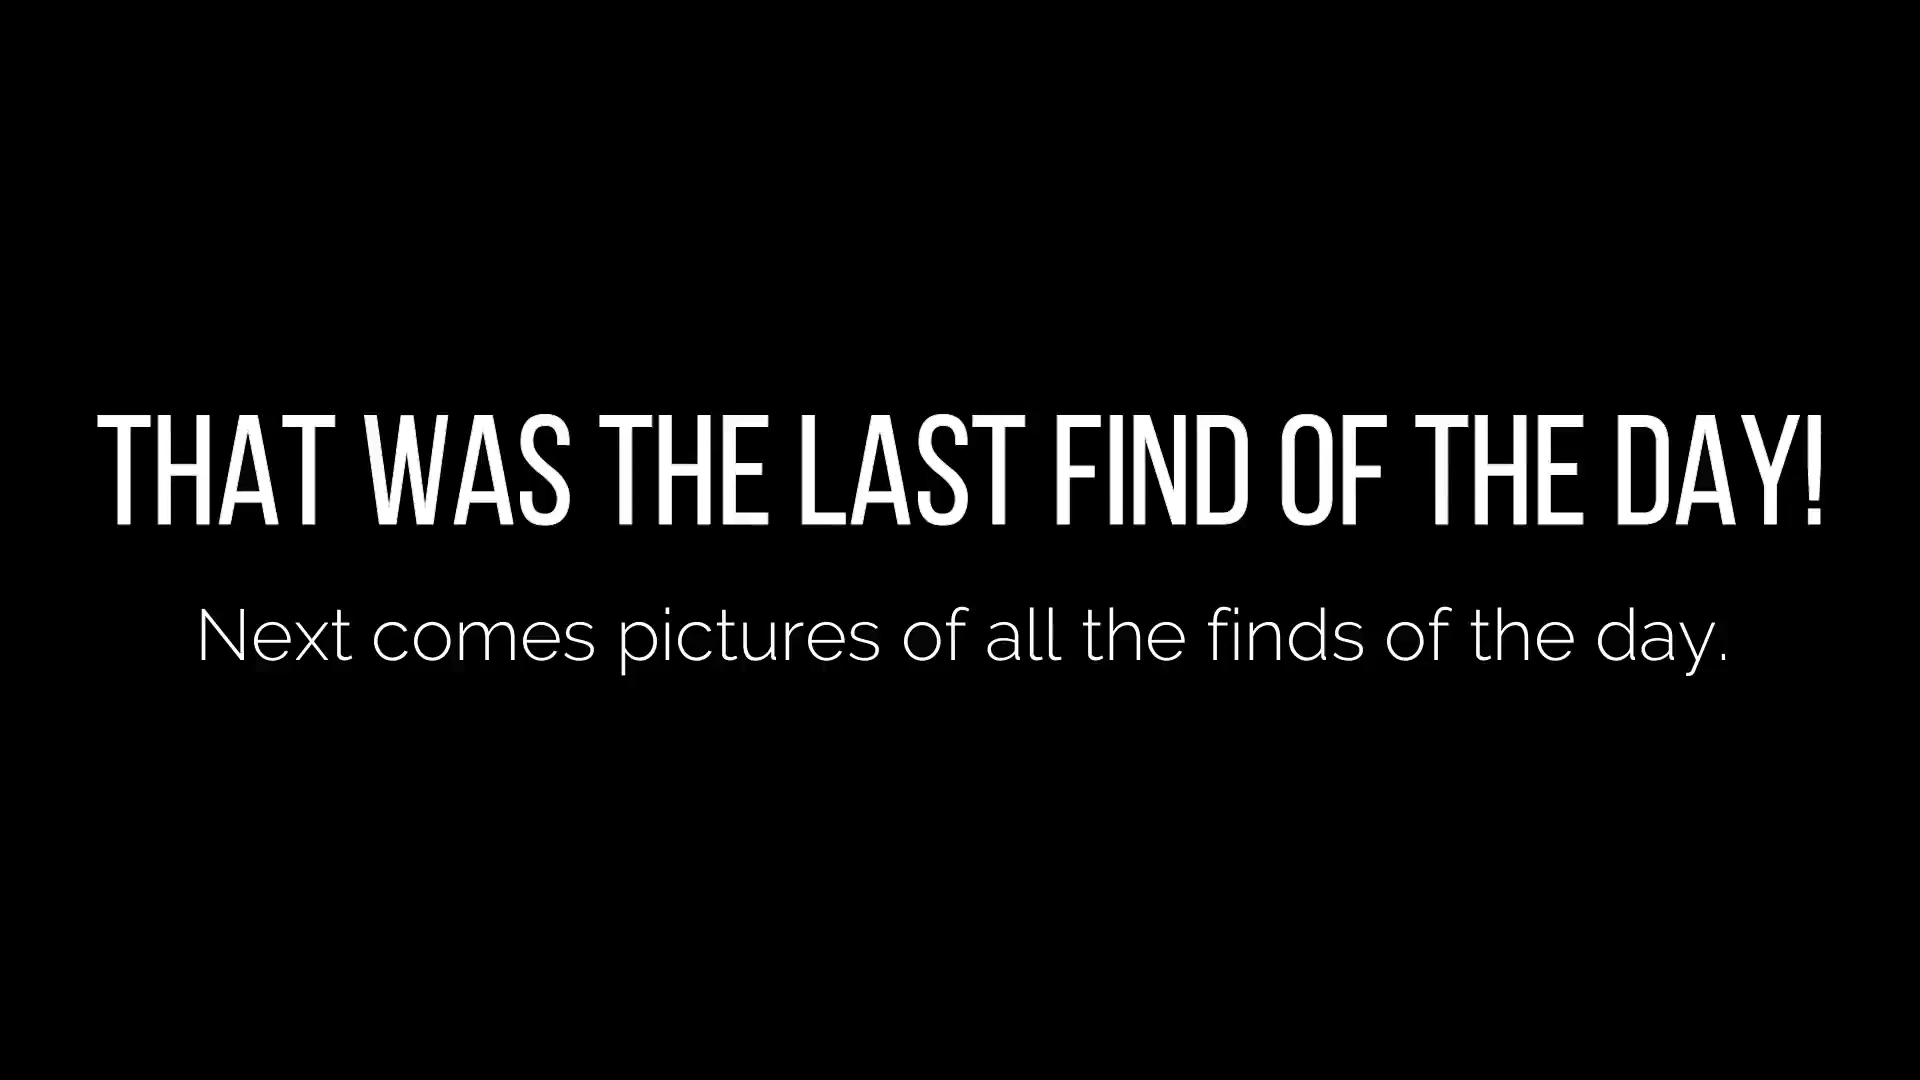 THAT WAS THE LAST FIND OF THE DAY!
Next comes pictures of all the finds of the day.